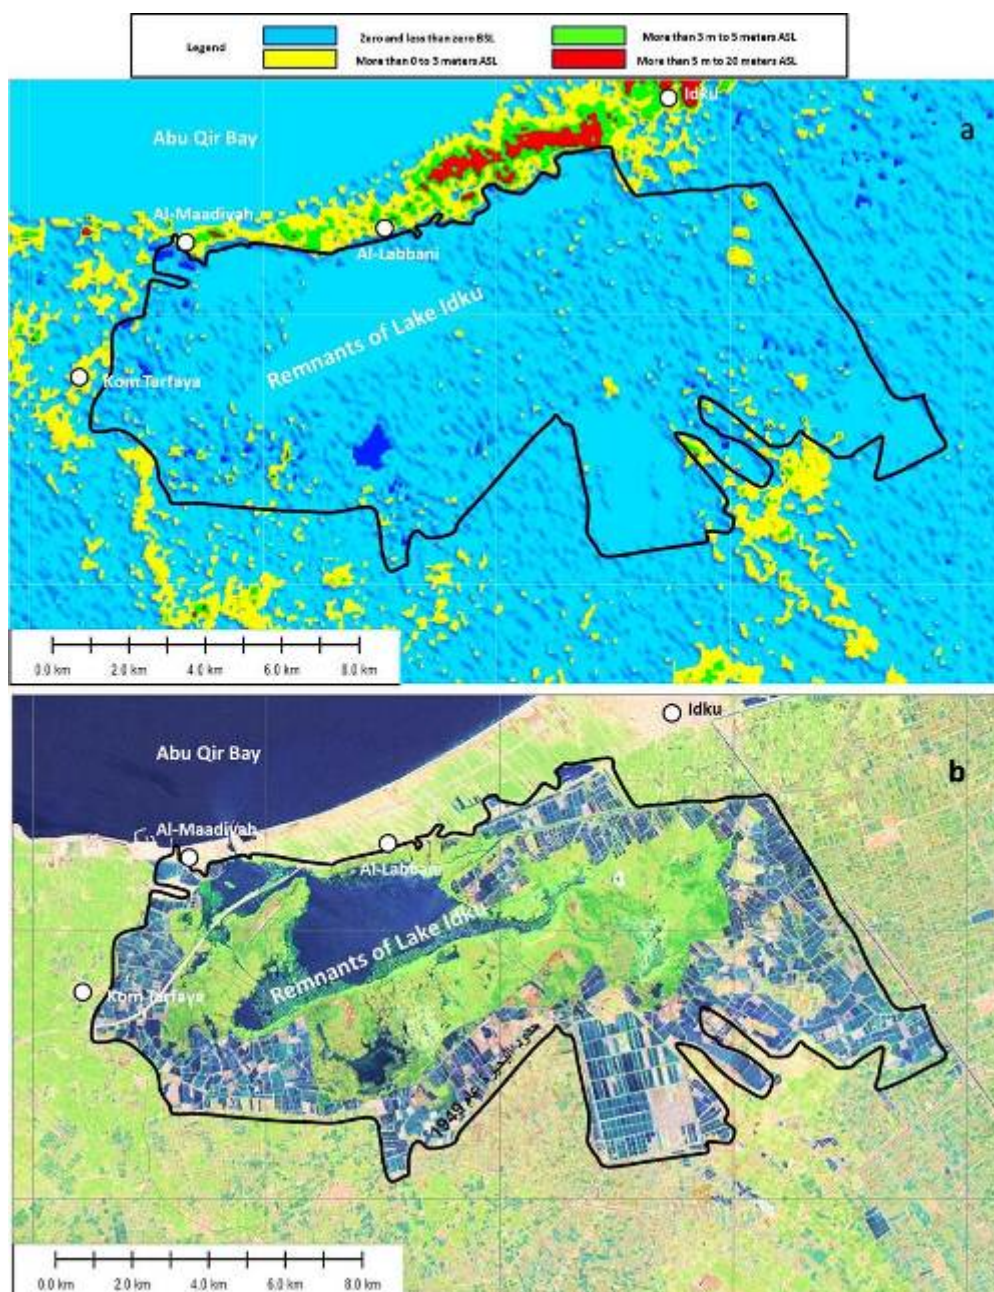 Legend
Zero and less than zero BSL
More than 3 m to 5 meters ASL
More than 0 to 3 meters ASL
More than 5 m to 20 meters ASL
Idku
a
Abu Qir Bay
Al-Maadiyah
Al-Labbani
Remnants of Lake Idku
Kom Tarfaya
0.0 km
2.0 km
4.0 km
6.0 km
8.0 km
Idku
b
Abu Qir Bay
Al-Maadiyah
Al-Labbani
Remnants of Lake Idku
Kom Tarfaya
1949 AC
0.0 km
2.0 km
4.0 km
6.0 km
8.0 km